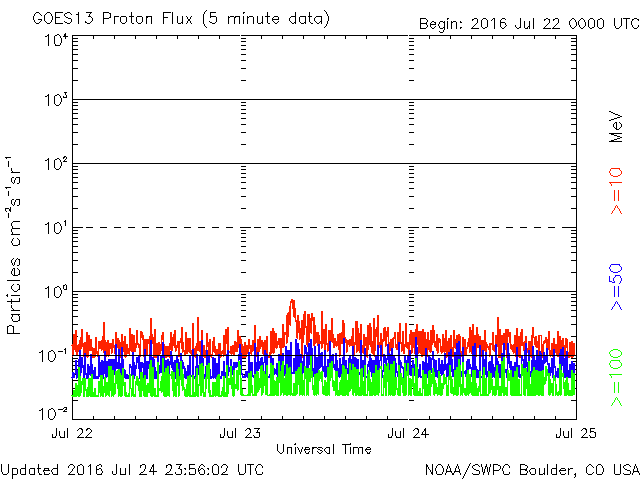 GOES13 Proton Flux (5 minute data)
Begin: 2016 Jul 22 0000 UTC
Particles cm⁻²s⁻¹sr⁻¹
10⁴
10³
10²
10¹
10⁰
10⁻¹
10⁻²
Jul 22 Jul 23 Jul 24 Jul 25
Universal Time
MeV
>=10
>=50
>=100
Updated 2016 Jul 24 23:56:02 UTC
NOAA/SWPC Boulder, CO USA